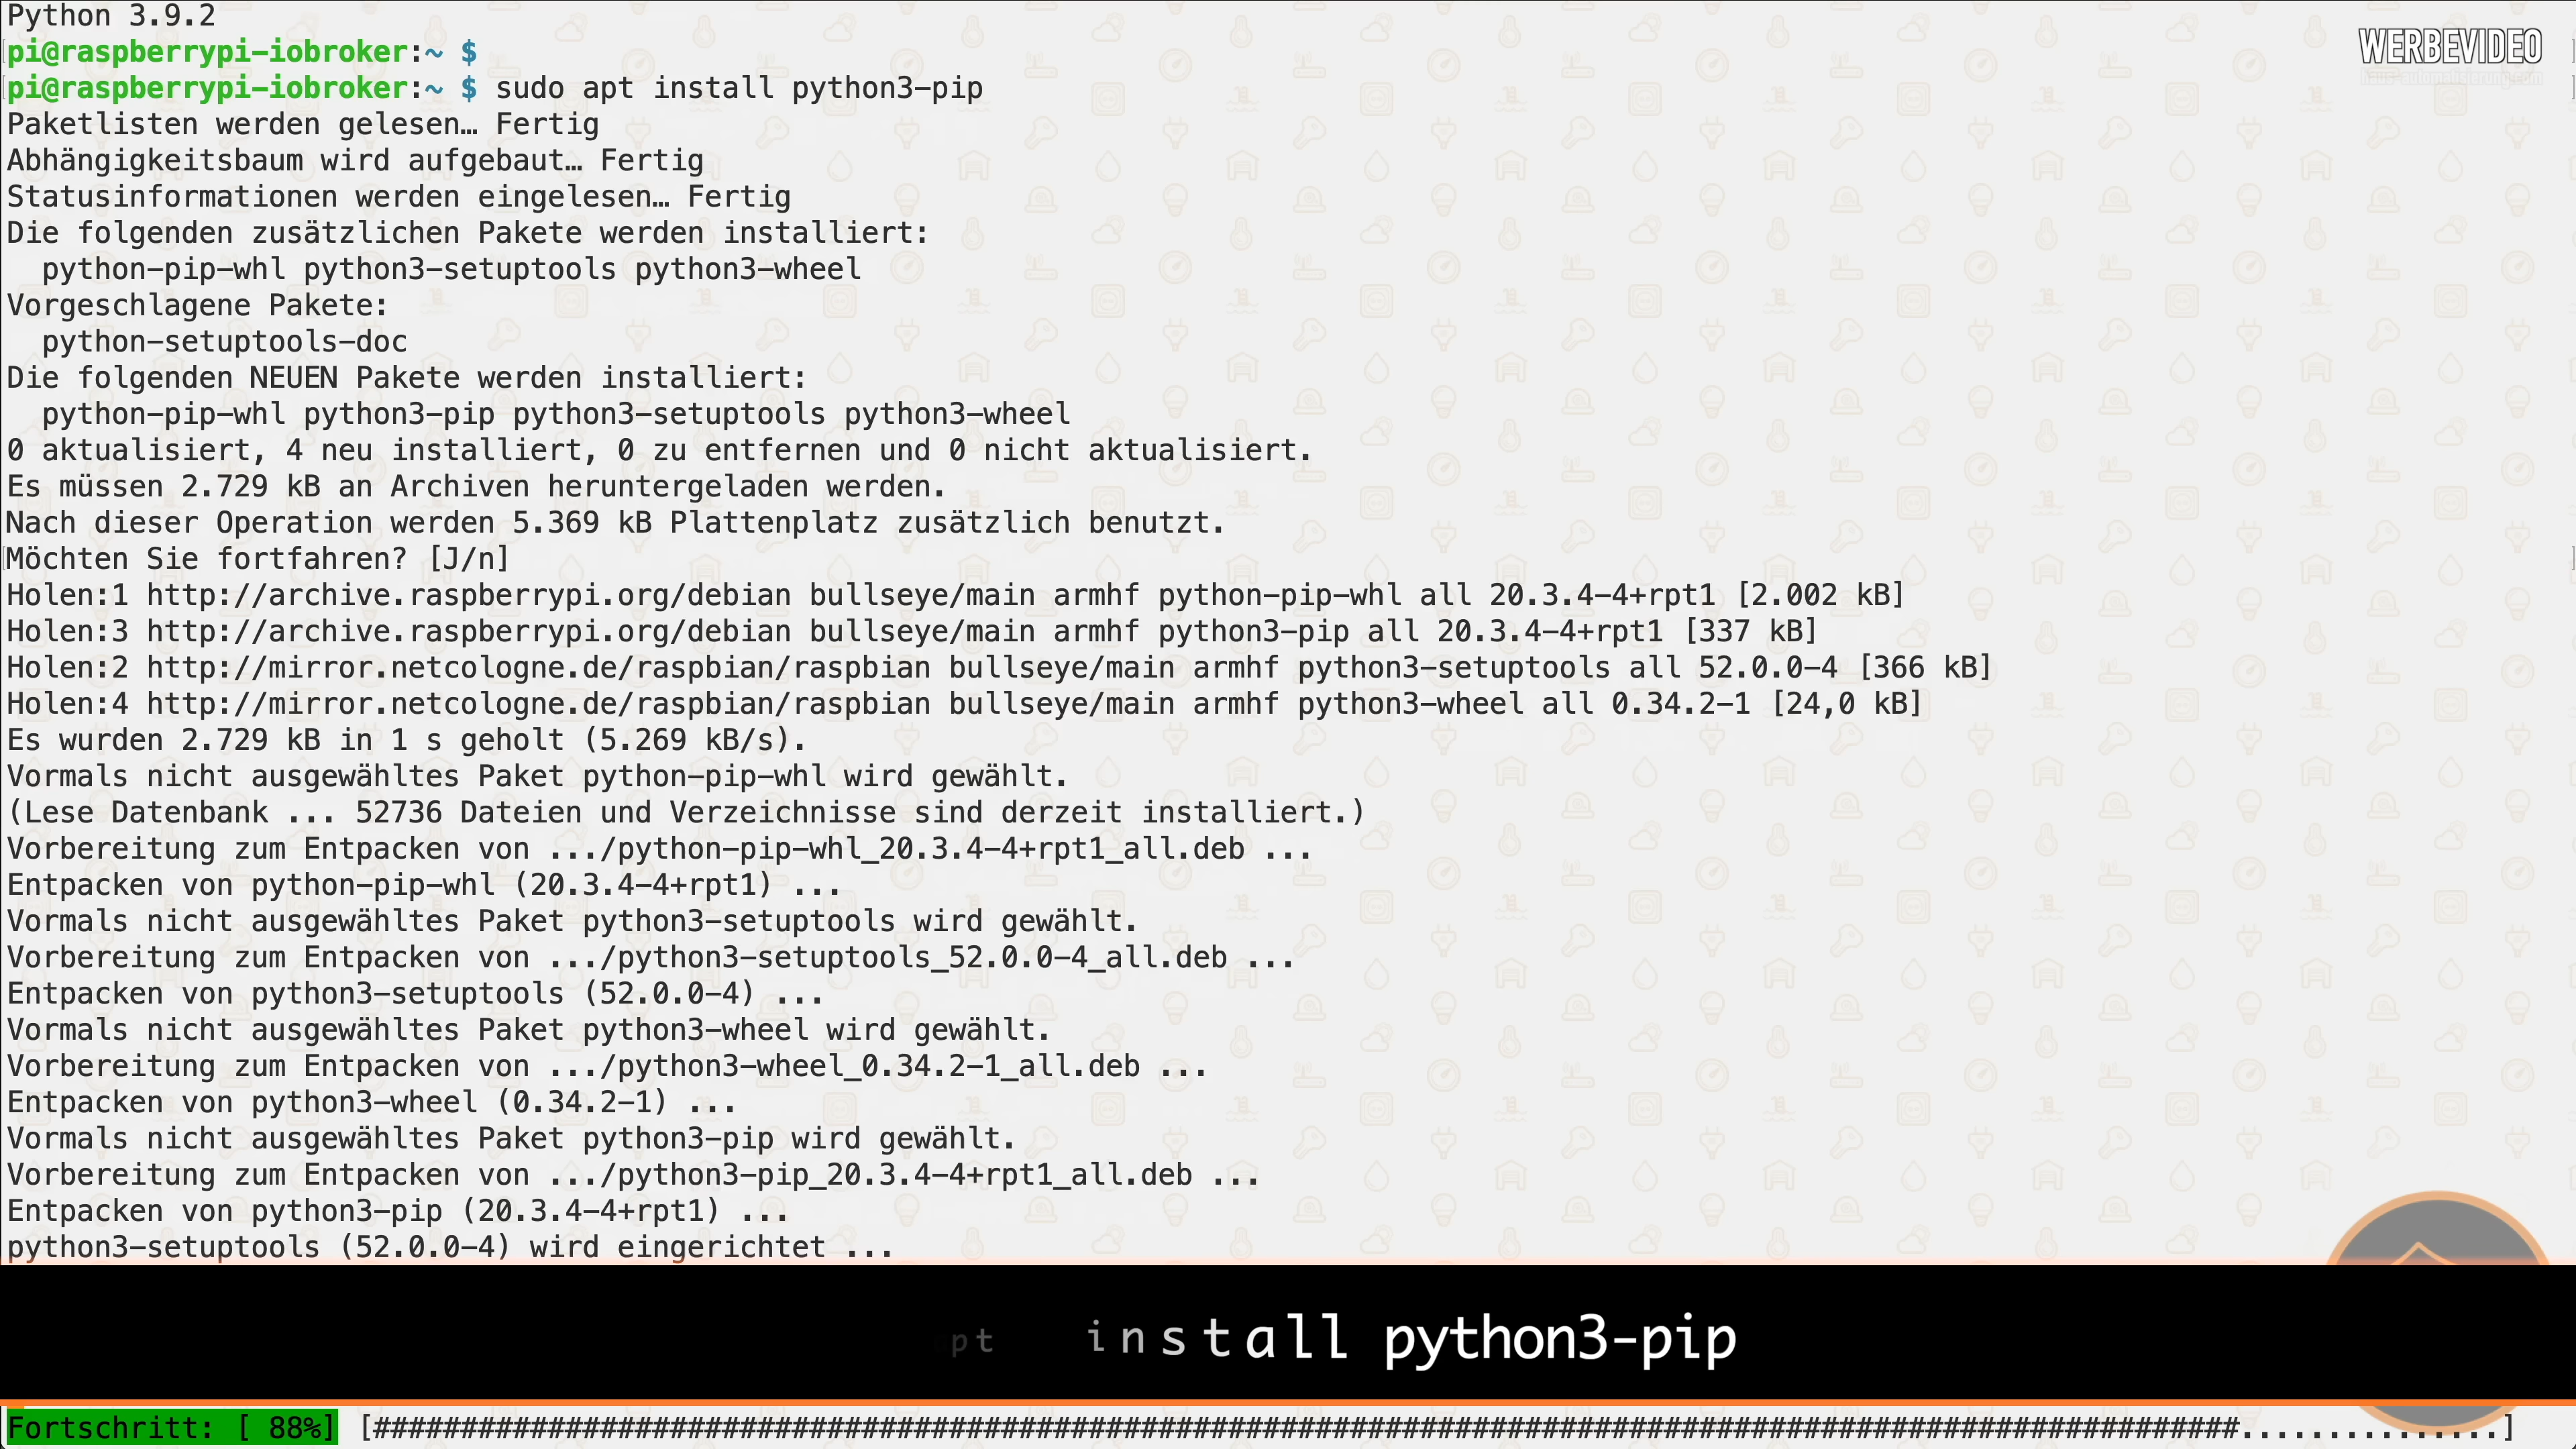 Python 3.9.2
pi@raspberrypi-iobroker:~ $
WERBEVIDEO
pi@raspberrypi-iobroker:~ $ sudo apt install python3-pip
Paketlisten werden gelesen… Fertig
Abhängigkeitsbaum wird aufgebaut… Fertig
Statusinformationen werden eingelesen… Fertig
Die folgenden zusätzlichen Pakete werden installiert:
  python-pip-whl python3-setuptools python3-wheel
Vorgeschlagene Pakete:
  python-setuptools-doc
Die folgenden NEUEN Pakete werden installiert:
  python-pip-whl python3-pip python3-setuptools python3-wheel
0 aktualisiert, 4 neu installiert, 0 zu entfernen und 0 nicht aktualisiert.
Es müssen 2.729 kB an Archiven heruntergeladen werden.
Nach dieser Operation werden 5.369 kB Plattenplatz zusätzlich benutzt.
Möchten Sie fortfahren? [J/n]
Holen:1 http://archive.raspberrypi.org/debian bullseye/main armhf python-pip-whl all 20.3.4-4+rpt1 [2.002 kB]
Holen:3 http://archive.raspberrypi.org/debian bullseye/main armhf python3-pip all 20.3.4-4+rpt1 [337 kB]
Holen:2 http://mirror.netcologne.de/raspbian/raspbian bullseye/main armhf python3-setuptools all 52.0.0-4 [366 kB]
Holen:4 http://mirror.netcologne.de/raspbian/raspbian bullseye/main armhf python3-wheel all 0.34.2-1 [24,0 kB]
Es wurden 2.729 kB in 1 s geholt (5.269 kB/s).
Vormals nicht ausgewähltes Paket python-pip-whl wird gewählt.
(Lese Datenbank ... 52736 Dateien und Verzeichnisse sind derzeit installiert.)
Vorbereitung zum Entpacken von .../python-pip-whl_20.3.4-4+rpt1_all.deb ...
Entpacken von python-pip-whl (20.3.4-4+rpt1) ...
Vormals nicht ausgewähltes Paket python3-setuptools wird gewählt.
Vorbereitung zum Entpacken von .../python3-setuptools_52.0.0-4_all.deb ...
Entpacken von python3-setuptools (52.0.0-4) ...
Vormals nicht ausgewähltes Paket python3-wheel wird gewählt.
Vorbereitung zum Entpacken von .../python3-wheel_0.34.2-1_all.deb ...
Entpacken von python3-wheel (0.34.2-1) ...
Vormals nicht ausgewähltes Paket python3-pip wird gewählt.
Vorbereitung zum Entpacken von .../python3-pip_20.3.4-4+rpt1_all.deb ...
Entpacken von python3-pip (20.3.4-4+rpt1) ...
python3-setuptools (52.0.0-4) wird eingerichtet ...
apt install python3-pip
Fortschritt: [ 88%] [###########################################################################################################...............]